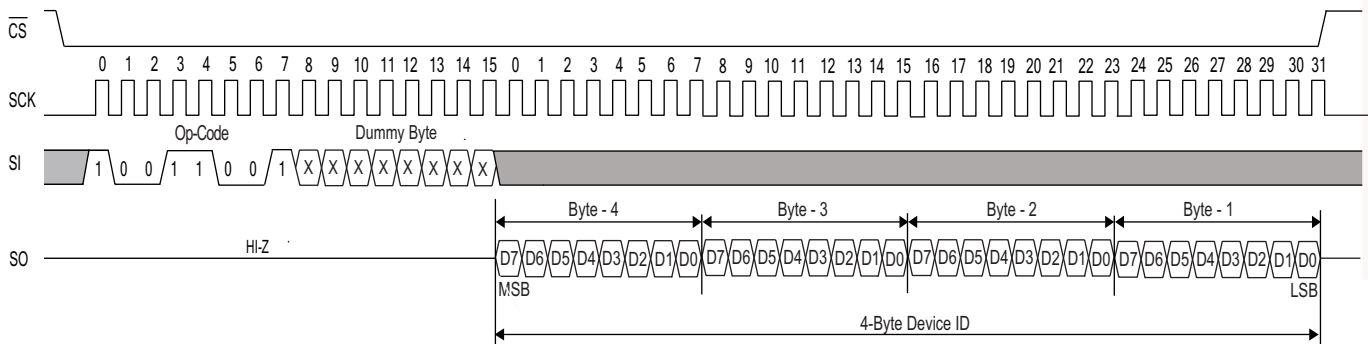 CS
0 1 2 3 4 5 6 7 8 9 10 11 12 13 14 15 0 1 2 3 4 5 6 7 8 9 10 11 12 13 14 15 16 17 18 19 20 21 22 23 24 25 26 27 28 29 30 31
SCK
Op-Code Dummy Byte
SI 1 0 0 1 1 0 0 1 X X X X X X X X
Byte - 4 Byte - 3 Byte - 2 Byte - 1
HI-Z
SO D7 D6 D5 D4 D3 D2 D1 D0 D7 D6 D5 D4 D3 D2 D1 D0 D7 D6 D5 D4 D3 D2 D1 D0 D7 D6 D5 D4 D3 D2 D1 D0
MSB LSB
4-Byte Device ID